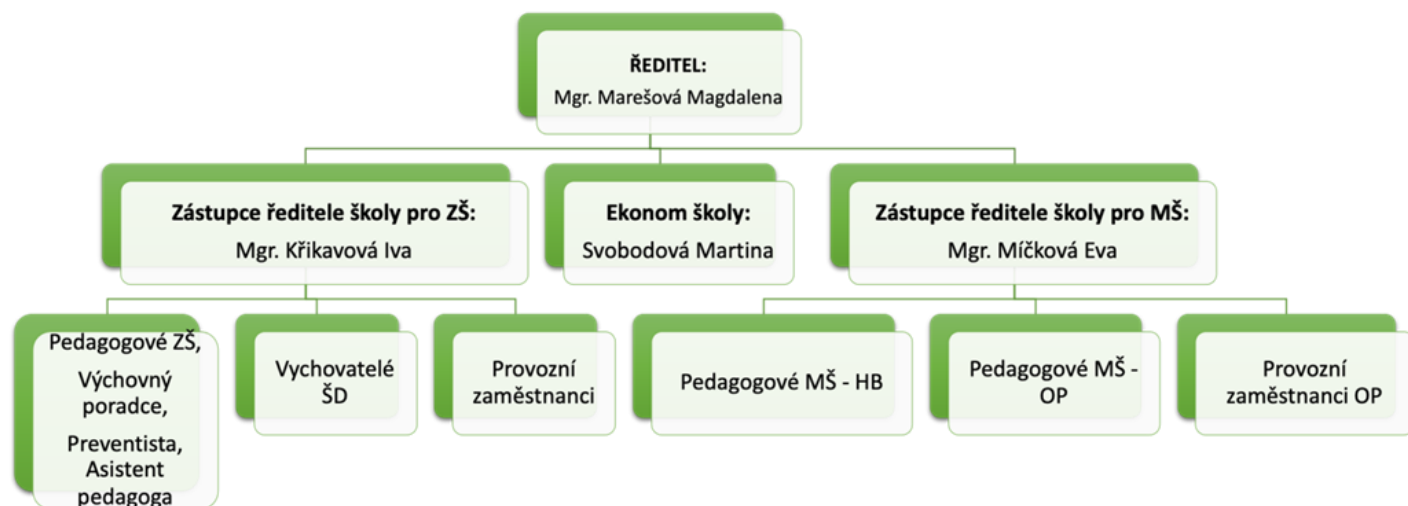 ŘEDITEL:
Mgr. Marešová Magdalena
Zástupce ředitele školy pro ZŠ:
Mgr. Křikavová Iva
Ekonom školy:
Svobodová Martina
Zástupce ředitele školy pro MŠ:
Mgr. Míčková Eva
Pedagogové ZŠ,
Výchovný
poradce,
Preventista,
Asistent
pedagoga
Vychovatelé
ŠD
Provozní
zaměstnanci
Pedagogové MŠ - HB
Pedagogové MŠ -
OP
Provozní
zaměstnanci OP